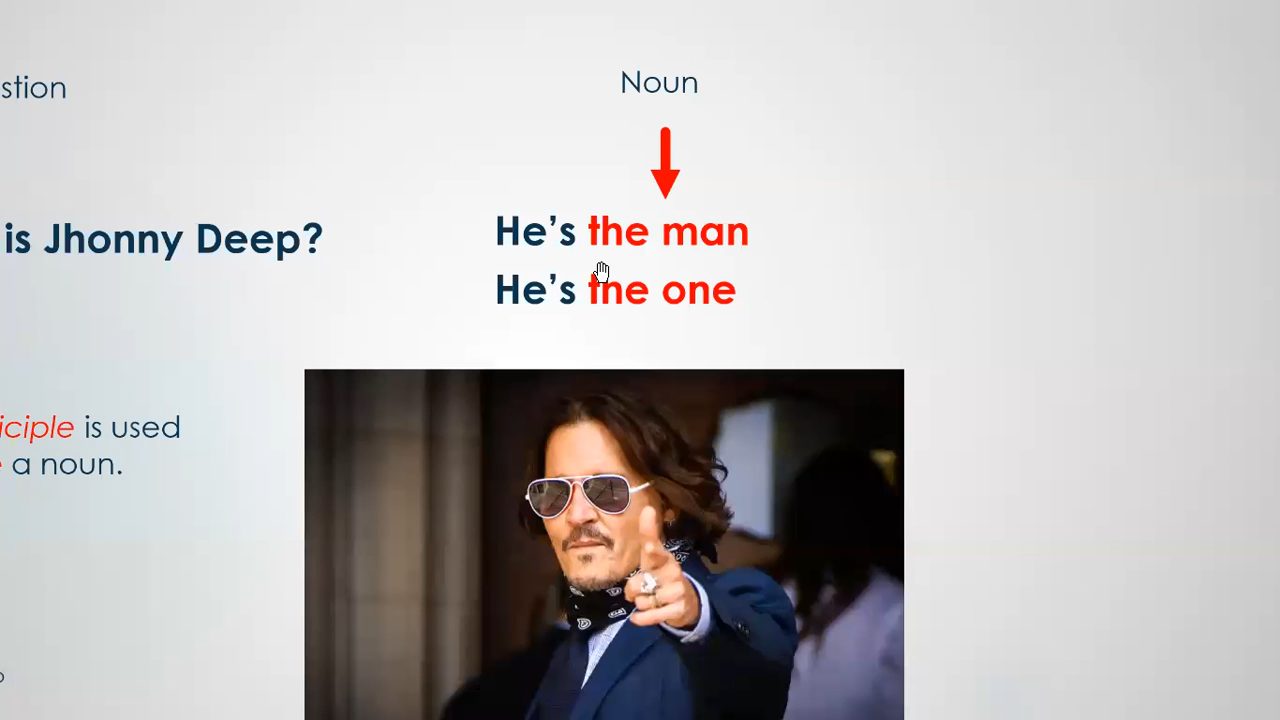 stion
Noun
is Jhonny Deep?
He's the man
He's the one
iciple is used
a noun.